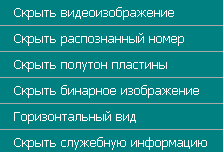 Скрыть видеоизображение
Скрыть распознанный номер
Скрыть полутон пластины
Скрыть бинарное изображение
Горизонтальный вид
Скрыть служебную информацию